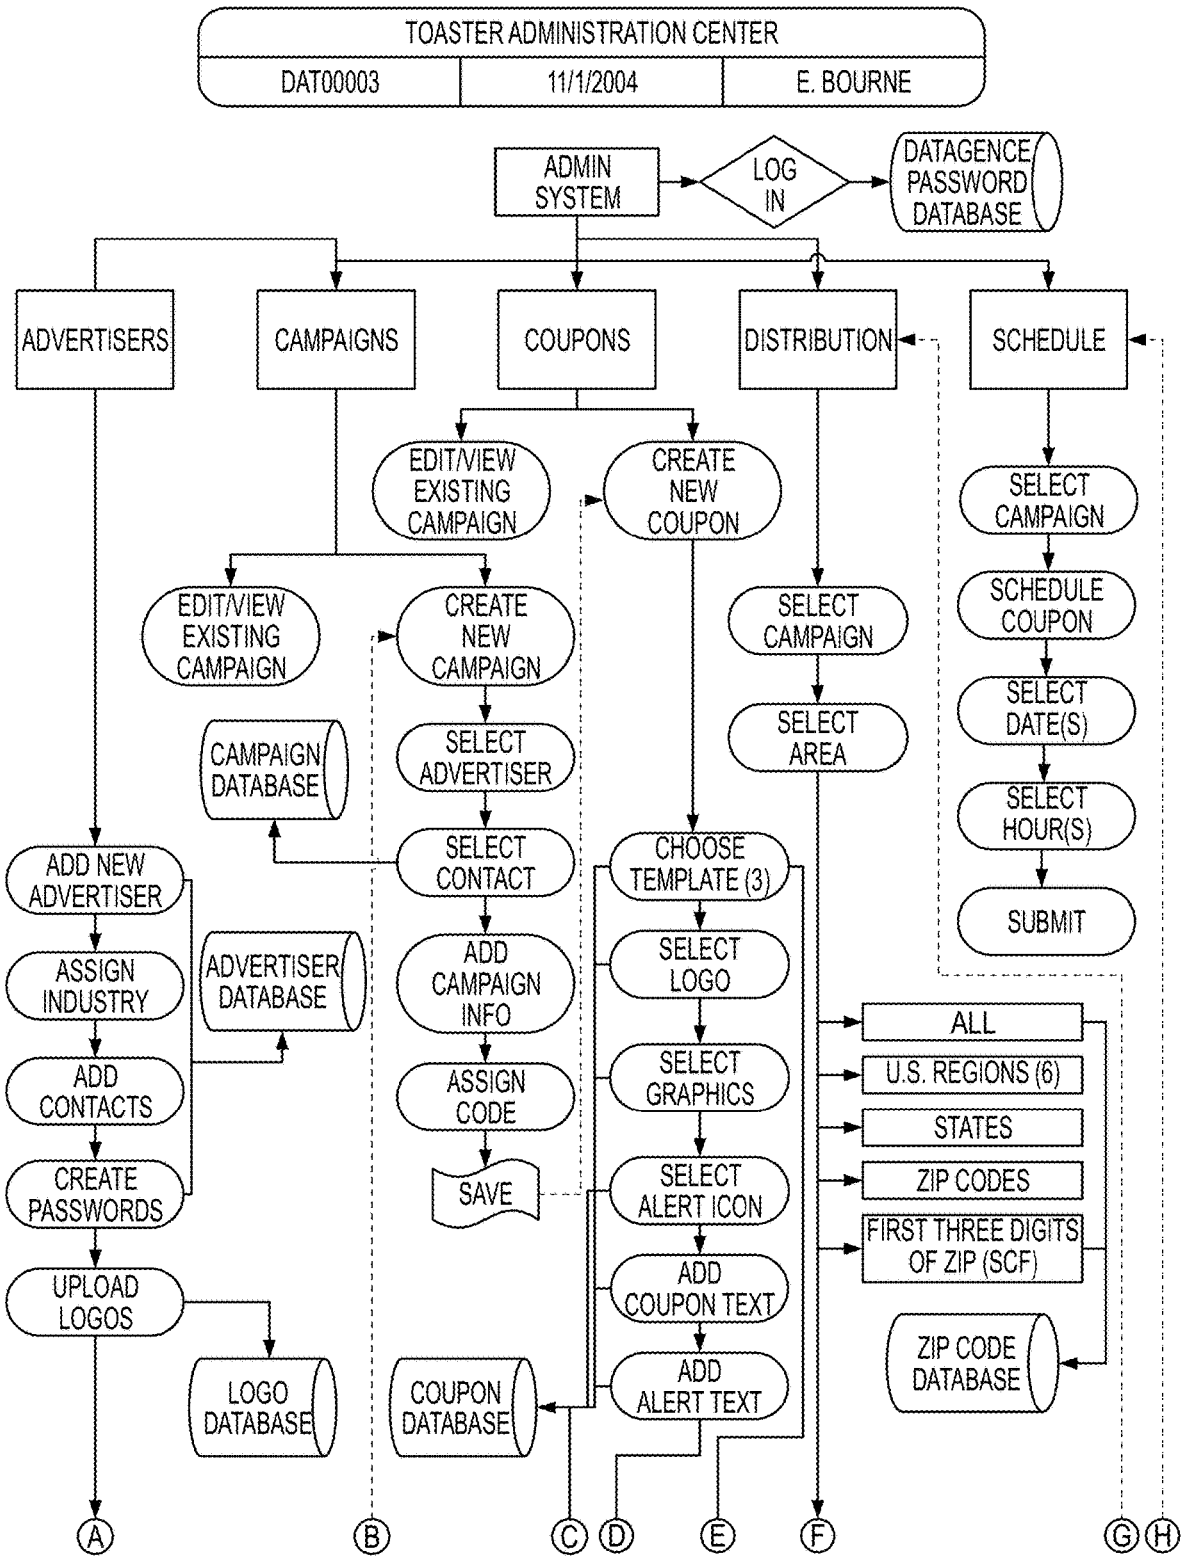 TOASTER ADMINISTRATION CENTER
DAT00003
11/1/2004
E. BOURNE
ADMIN
SYSTEM
LOG
IN
DATAGENCE
PASSWORD
DATABASE
ADVERTISERS
CAMPAIGNS
COUPONS
DISTRIBUTION
SCHEDULE
EDIT/VIEW
EXISTING
CAMPAIGN
CREATE
NEW
COUPON
SELECT
CAMPAIGN
SCHEDULE
COUPON
SELECT
DATE(S)
SELECT
HOUR(S)
SUBMIT
EDIT/VIEW
EXISTING
CAMPAIGN
CREATE
NEW
CAMPAIGN
SELECT
CAMPAIGN
SELECT
AREA
CAMPAIGN
DATABASE
SELECT
ADVERTISER
SELECT
CONTACT
ADD
CAMPAIGN
INFO
ASSIGN
CODE
SAVE
ADD NEW
ADVERTISER
ASSIGN
INDUSTRY
ADD
CONTACTS
CREATE
PASSWORDS
UPLOAD
LOGOS
ADVERTISER
DATABASE
LOGO
DATABASE
CHOOSE
TEMPLATE (3)
SELECT
LOGO
SELECT
GRAPHICS
SELECT
ALERT ICON
ADD
COUPON TEXT
ADD
ALERT TEXT
COUPON
DATABASE
ALL
U.S. REGIONS (6)
STATES
ZIP CODES
FIRST THREE DIGITS
OF ZIP (SCF)
ZIP CODE
DATABASE
A
B
C
D
E
F
G
H